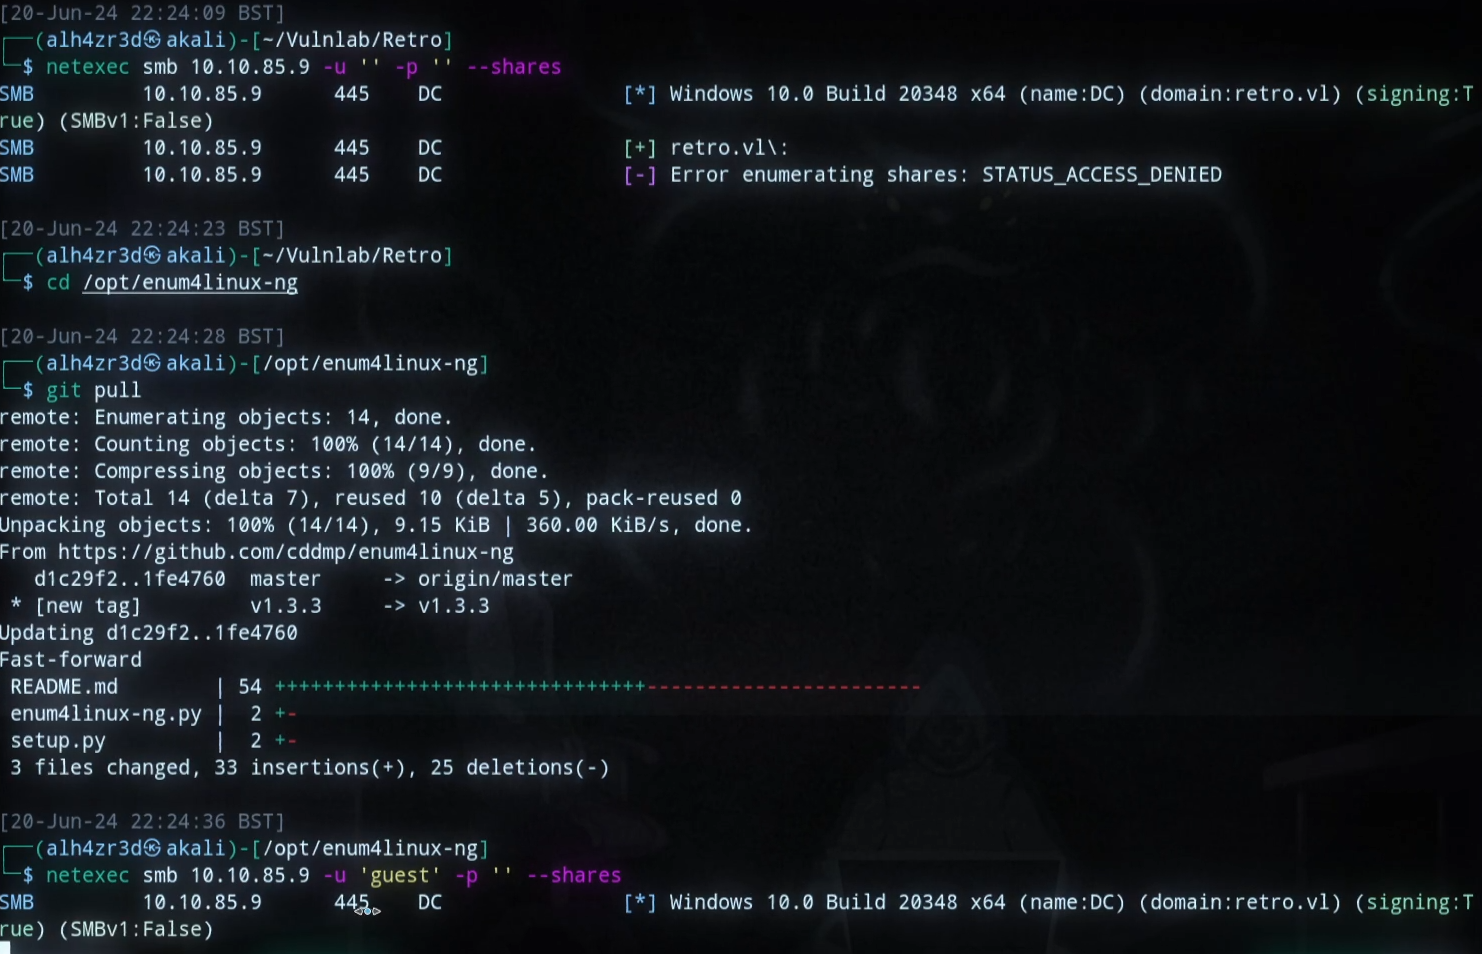 [20-Jun-24 22:24:09 BST]
┌──(alh4zr3d㉿akali)-[~/Vulnlab/Retro]
└─$ netexec smb 10.10.85.9 -u '' -p '' --shares
SMB         10.10.85.9      445    DC               [*] Windows 10.0 Build 20348 x64 (name:DC) (domain:retro.vl) (signing:T
rue) (SMBv1:False)
SMB         10.10.85.9      445    DC               [+] retro.vl\:
SMB         10.10.85.9      445    DC               [-] Error enumerating shares: STATUS_ACCESS_DENIED
[20-Jun-24 22:24:23 BST]
┌──(alh4zr3d㉿akali)-[~/Vulnlab/Retro]
└─$ cd /opt/enum4linux-ng
[20-Jun-24 22:24:28 BST]
┌──(alh4zr3d㉿akali)-[/opt/enum4linux-ng]
└─$ git pull
remote: Enumerating objects: 14, done.
remote: Counting objects: 100% (14/14), done.
remote: Compressing objects: 100% (9/9), done.
remote: Total 14 (delta 7), reused 10 (delta 5), pack-reused 0
Unpacking objects: 100% (14/14), 9.15 KiB | 360.00 KiB/s, done.
From https://github.com/cddmp/enum4linux-ng
   d1c29f2..1fe4760  master     -> origin/master
 * [new tag]         v1.3.3     -> v1.3.3
Updating d1c29f2..1fe4760
Fast-forward
 README.md        | 54 +++++++++++++++++++++++++++++++-----------------------
 enum4linux-ng.py |  2 +-
 setup.py         |  2 +-
 3 files changed, 33 insertions(+), 25 deletions(-)
[20-Jun-24 22:24:36 BST]
┌──(alh4zr3d㉿akali)-[/opt/enum4linux-ng]
└─$ netexec smb 10.10.85.9 -u 'guest' -p '' --shares
SMB         10.10.85.9      445    DC               [*] Windows 10.0 Build 20348 x64 (name:DC) (domain:retro.vl) (signing:T
rue) (SMBv1:False)